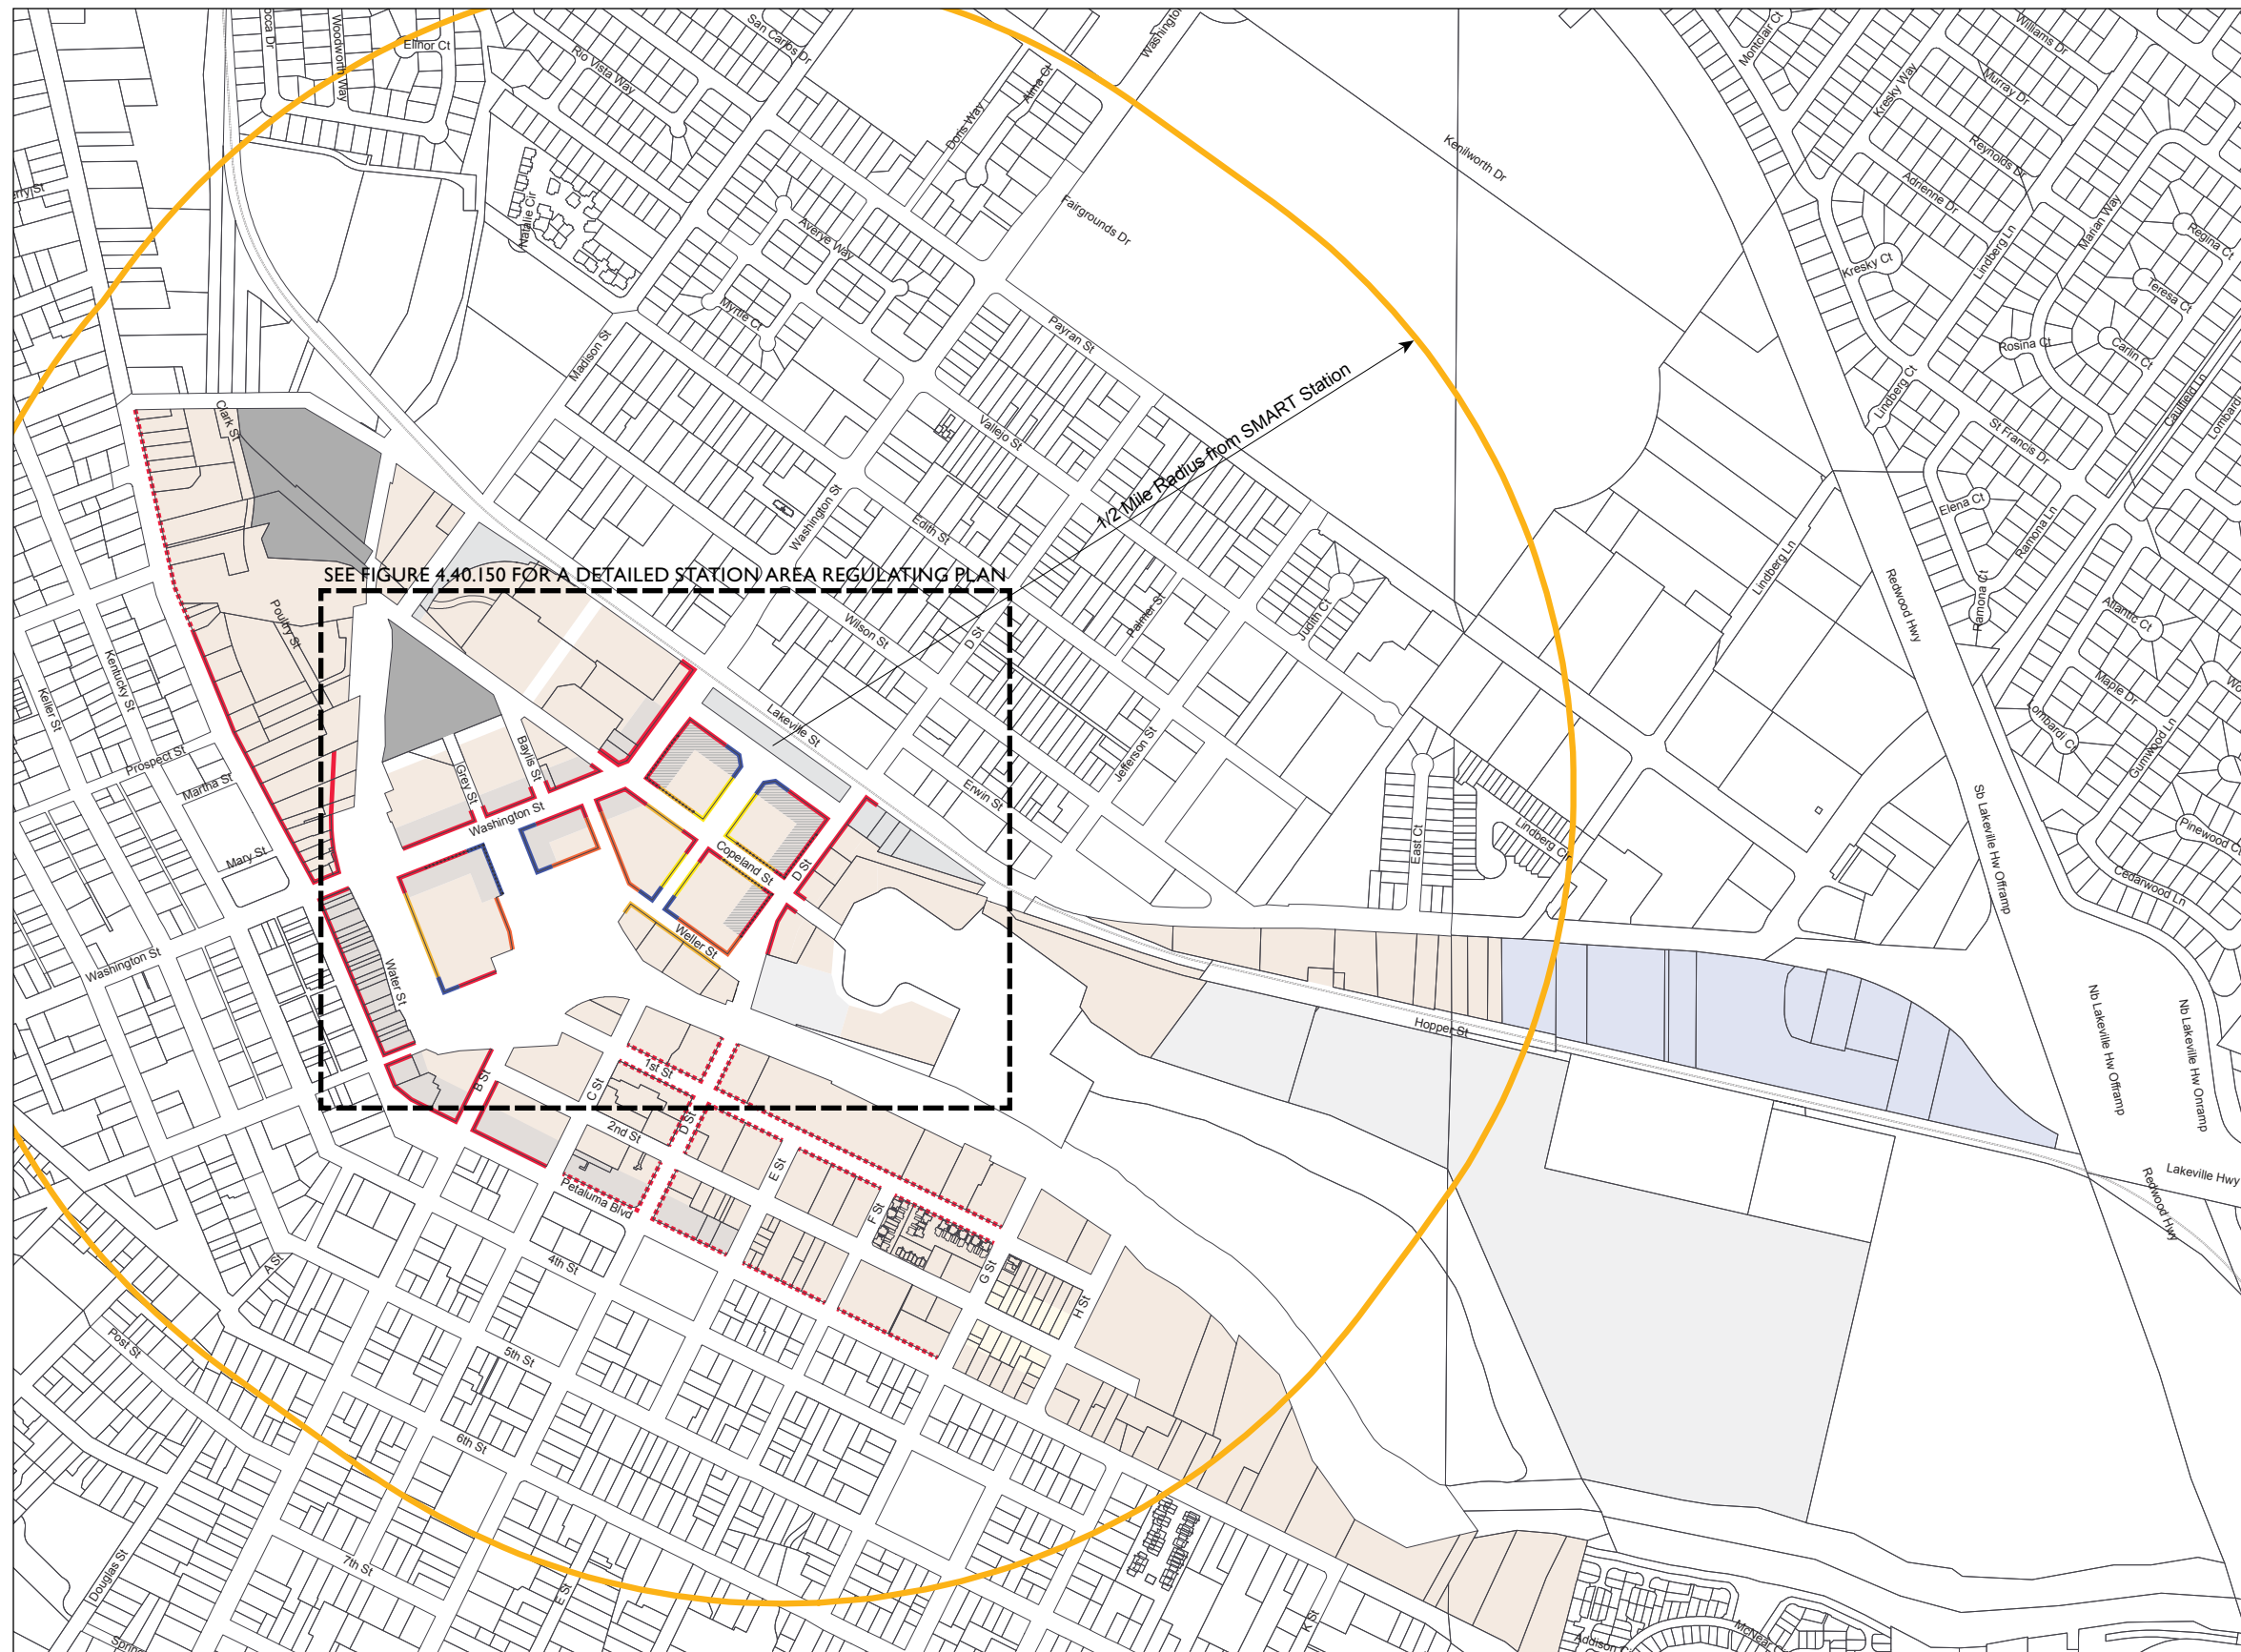 Elinor Ct
Woodworth Way
San Carlos Dr
Rio Vista Way
Alma Ct
Doris Way
Montclair Ct
Williams Dr
Kresky Way
Murray Dr
Reynolds Dr
Adrienne Dr
Kenilworth Dr
Fairgrounds Dr
Natalie Cir
Averye Way
Myrtle Ct
Marian Way
Regina Ct
Lindberg Ln
Kresky Ct
Teresa Ct
Rosina Ct
Carlin Ct
Payran St
Madison St
1/2 Mile Radius from SMART Station
Lindberg Ct
Caulfield Ln
Clark St
Vallejo St
St Francis Dr
Washington St
Edith St
Elena Ct
Ramona Ln
Lindberg Ln
SEE FIGURE 4.40.150 FOR A DETAILED STATION AREA REGULATING PLAN
Redwood Hwy
Ramona Ct
Atlantic Ct
Poultry St
Wilson St
D St
Palmer St
Judith Ct
Kentucky St
Keller St
Maple Dr
Lombardi Ct
Gumwood Ln
Lakeville St
Prospect St
Martha St
Baylis St
Grey St
Jefferson St
Erwin St
Washington St
Mary St
Copeland St
D St
East Ct
Lindberg Cir
Sb Lakeville Hw Offramp
Pinewood Ct
Cedarwood Ln
Weller St
Washington St
Water St
Hopper St
Nb Lakeville Hw Offramp
Nb Lakeville Hw Onramp
1st St
B St
C St
D St
2nd St
E St
Petaluma Blvd
F St
G St
H St
Lakeville Hwy
Redwood Hwy
A St
4th St
Post St
5th St
6th St
7th St
Douglas St
E St
K St